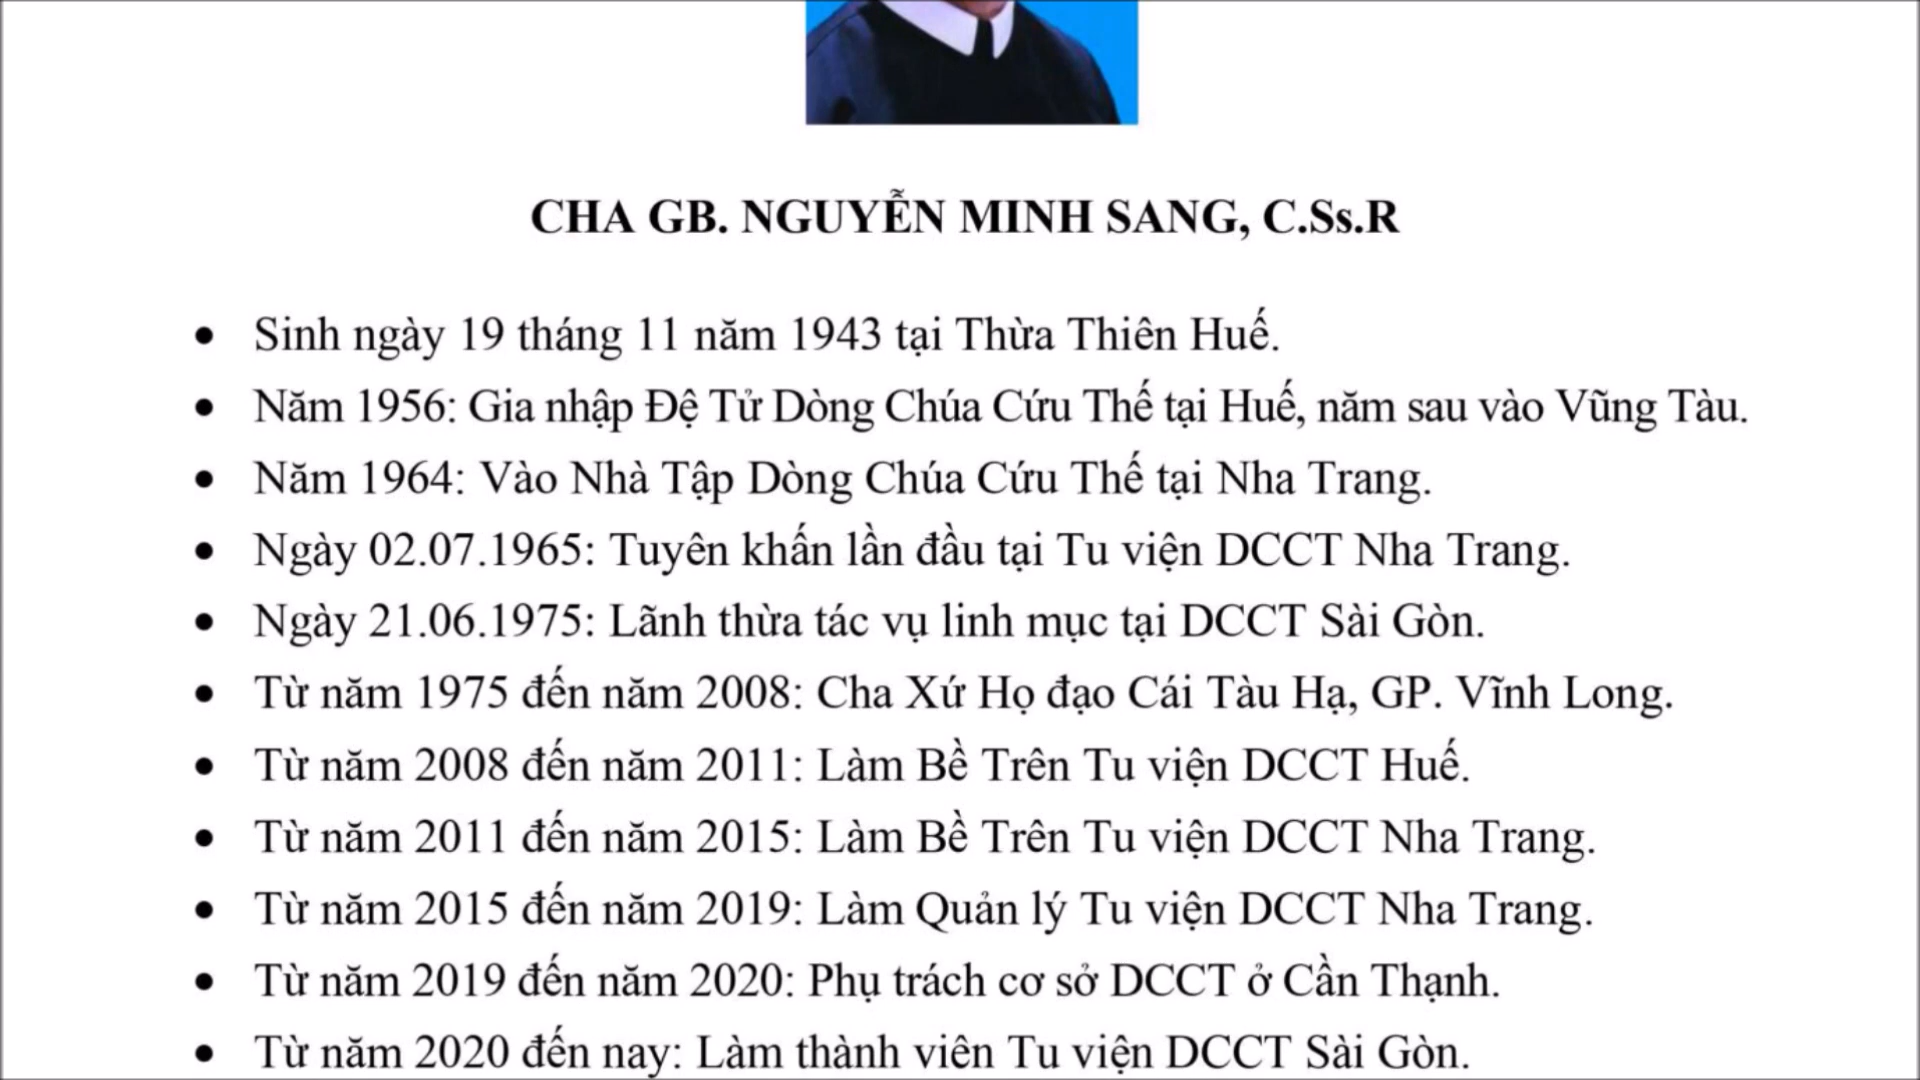 CHA GB. NGUYỄN MINH SANG, C.Ss.R
• Sinh ngày 19 tháng 11 năm 1943 tại Thừa Thiên Huế.
• Năm 1956: Gia nhập Đệ Tử Dòng Chúa Cứu Thế tại Huế, năm sau vào Vũng Tàu.
• Năm 1964: Vào Nhà Tập Dòng Chúa Cứu Thế tại Nha Trang.
• Ngày 02.07.1965: Tuyên khấn lần đầu tại Tu viện DCCT Nha Trang.
• Ngày 21.06.1975: Lãnh thừa tác vụ linh mục tại DCCT Sài Gòn.
• Từ năm 1975 đến năm 2008: Cha Xứ Họ đạo Cái Tàu Hạ, GP. Vĩnh Long.
• Từ năm 2008 đến năm 2011: Làm Bề Trên Tu viện DCCT Huế.
• Từ năm 2011 đến năm 2015: Làm Bề Trên Tu viện DCCT Nha Trang.
• Từ năm 2015 đến năm 2019: Làm Quản lý Tu viện DCCT Nha Trang.
• Từ năm 2019 đến năm 2020: Phụ trách cơ sở DCCT ở Cần Thạnh.
• Từ năm 2020 đến nay: Làm thành viên Tu viện DCCT Sài Gòn.